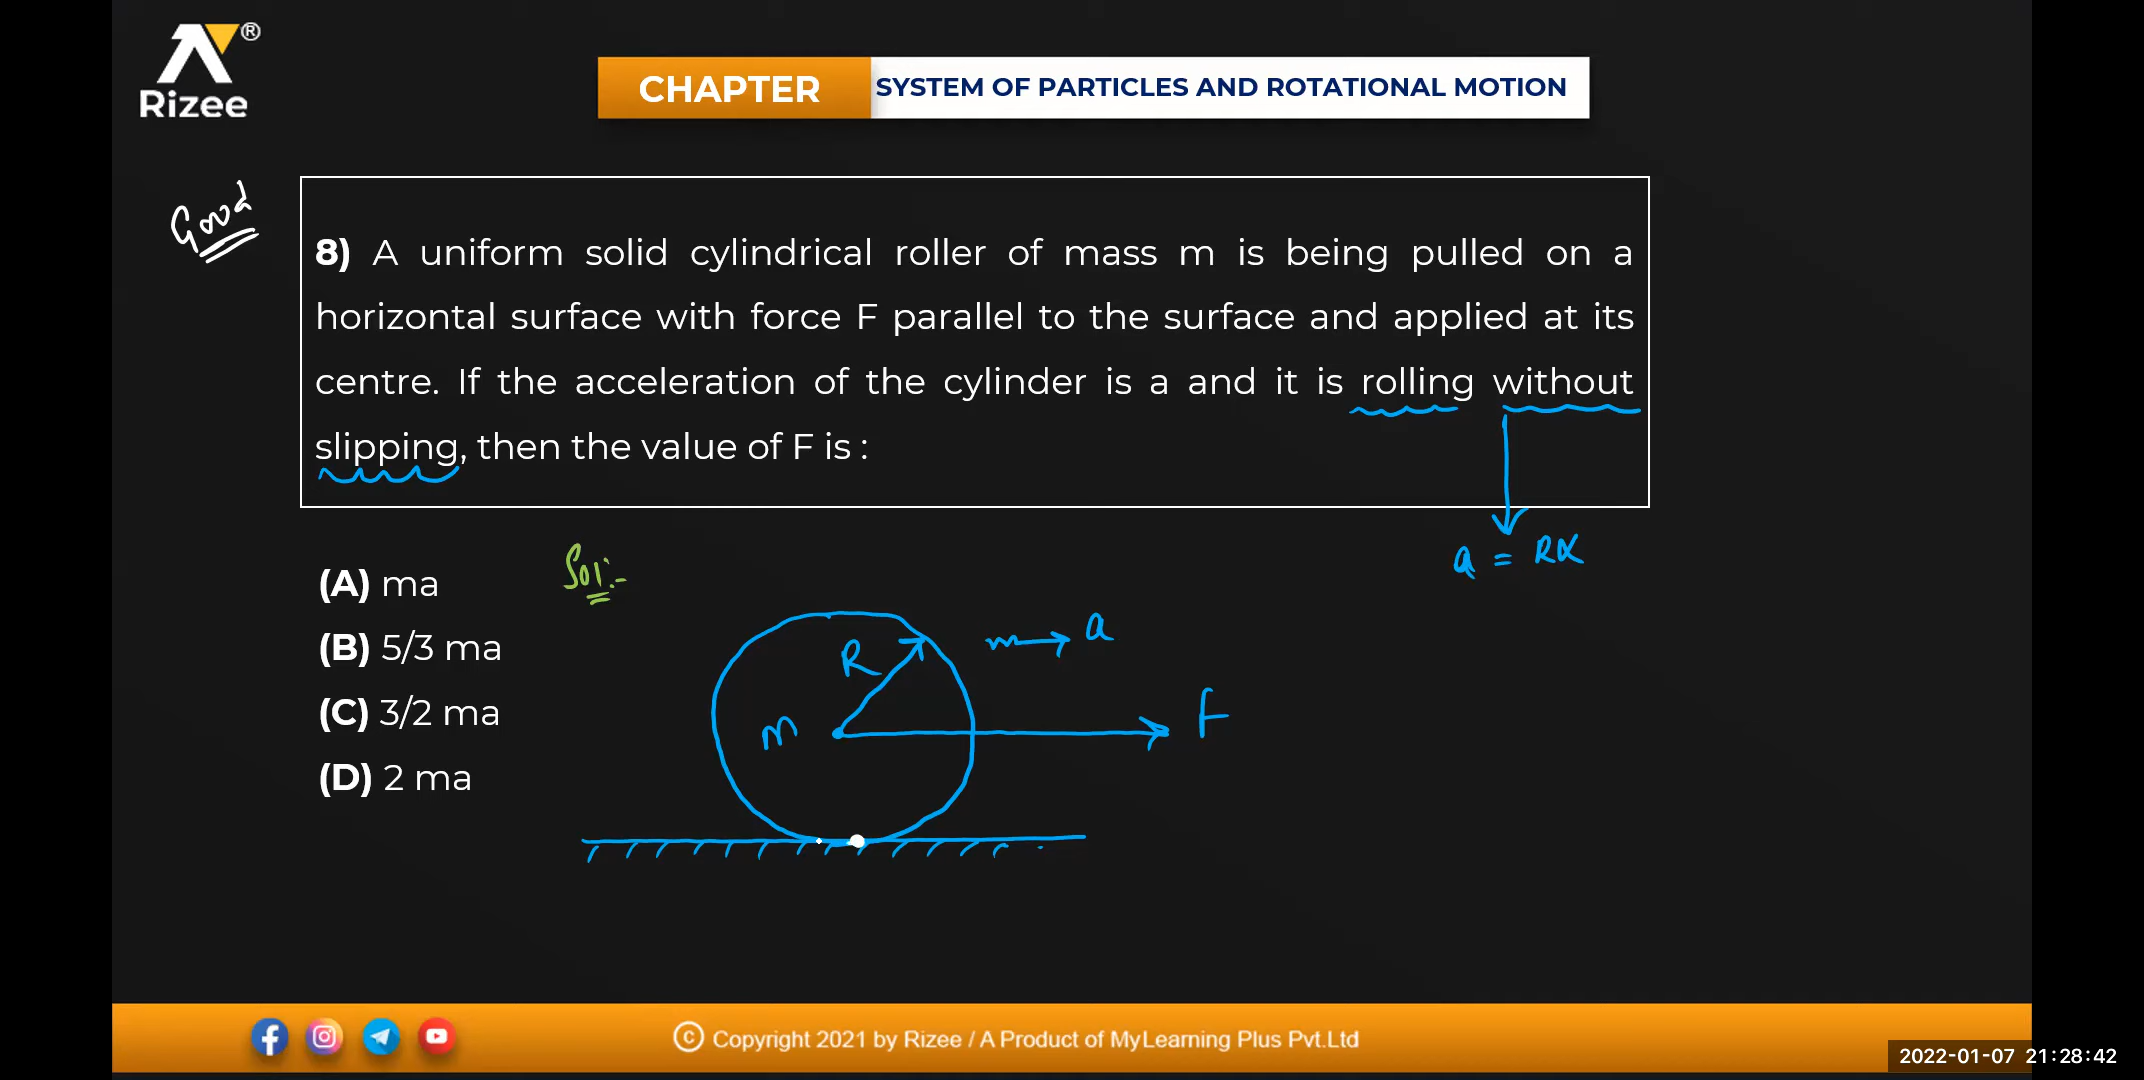 Rizee®
CHAPTER SYSTEM OF PARTICLES AND ROTATIONAL MOTION
Good
8) A uniform solid cylindrical roller of mass m is being pulled on a
horizontal surface with force F parallel to the surface and applied at its
centre. If the acceleration of the cylinder is a and it is rolling without
slipping, then the value of F is :
a = Rα
(A) ma
(B) 5/3 ma
(C) 3/2 ma
(D) 2 ma
Sol:-
R
a
m
F
© Copyright 2021 by Rizee / A Product of MyLearning Plus Pvt.Ltd
2022-01-07 21:28:42